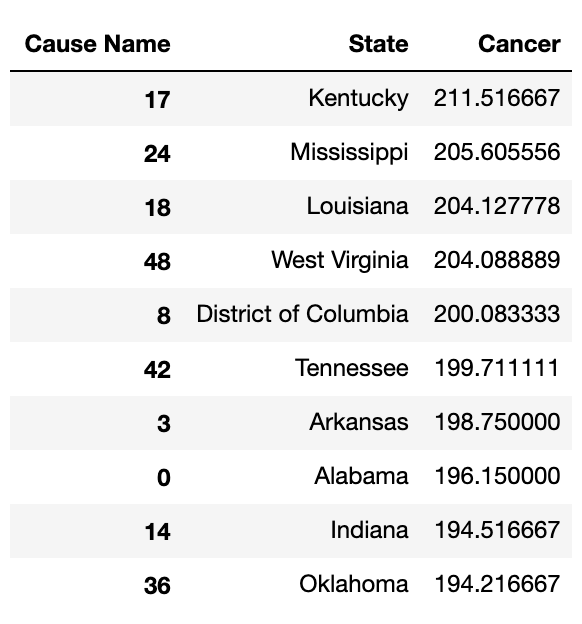 Cause Name State Cancer
17 Kentucky 211.516667
24 Mississippi 205.605556
18 Louisiana 204.127778
48 West Virginia 204.088889
8 District of Columbia 200.083333
42 Tennessee 199.711111
3 Arkansas 198.750000
0 Alabama 196.150000
14 Indiana 194.516667
36 Oklahoma 194.216667